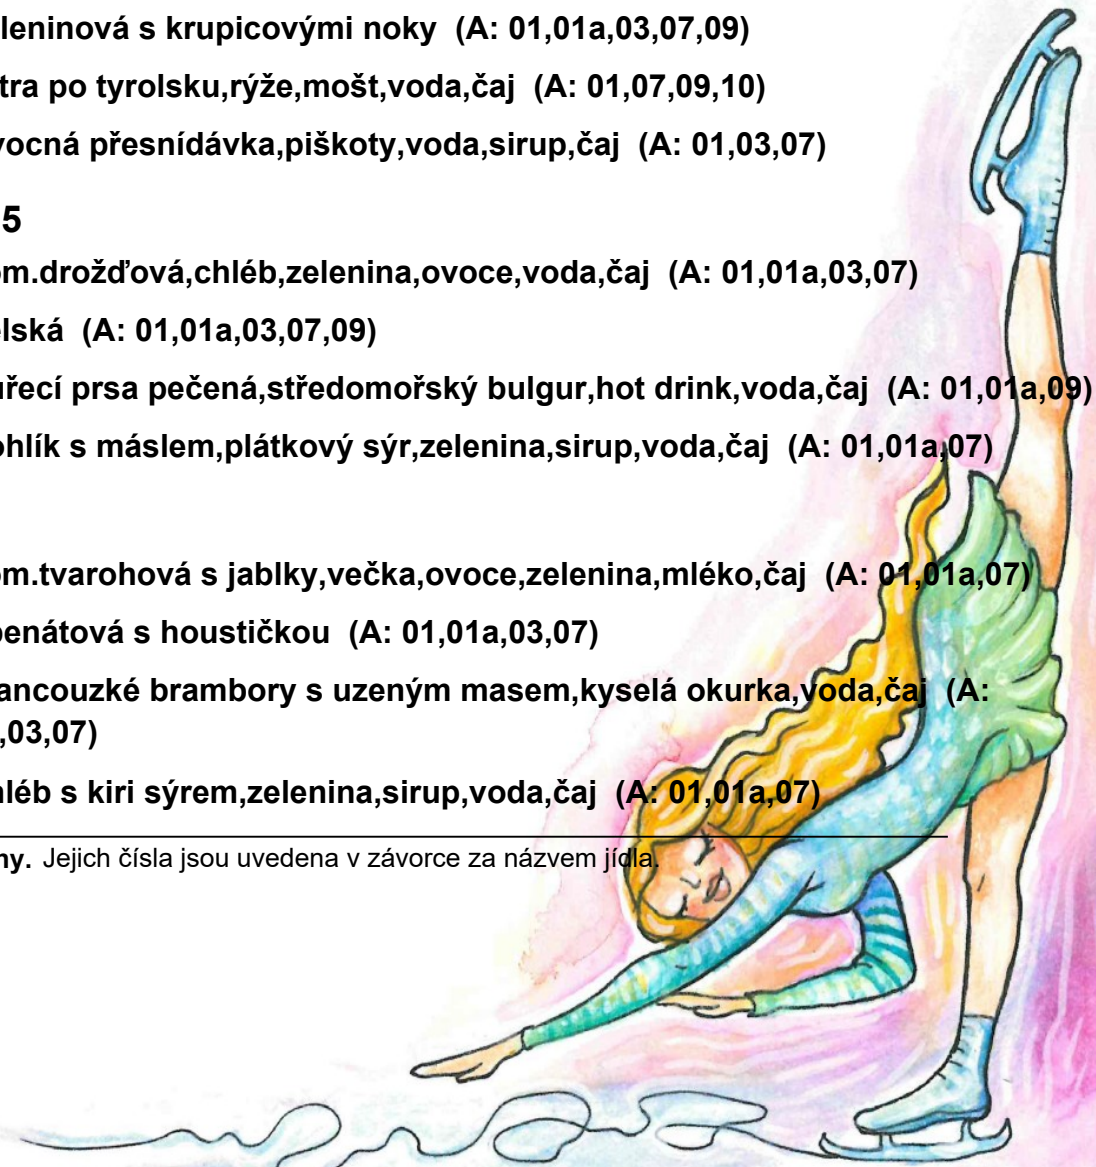 leninová s krupicovými noky (A: 01,01a,03,07,09)
tra po tyrolsku,rýže,mošt,voda,čaj (A: 01,07,09,10)
vocná přesnídávka,piškoty,voda,sirup,čaj (A: 01,03,07)
5
om.drožďová,chléb,zelenina,ovoce,voda,čaj (A: 01,01a,03,07)
elská (A: 01,01a,03,07,09)
uřecí prsa pečená,středomořský bulgur,hot drink,voda,čaj (A: 01,01a,09)
ohlík s máslem,plátkový sýr,zelenina,sirup,voda,čaj (A: 01,01a,07)
om.tvarohová s jablky,večka,ovoce,zelenina,mléko,čaj (A: 01,01a,07)
penátová s houstičkou (A: 01,01a,03,07)
rancouzké brambory s uzeným masem,kyselá okurka,voda,čaj (A:
,03,07)
hléb s kiri sýrem,zelenina,sirup,voda,čaj (A: 01,01a,07)
ny. Jejich čísla jsou uvedena v závorce za názvem jídla.